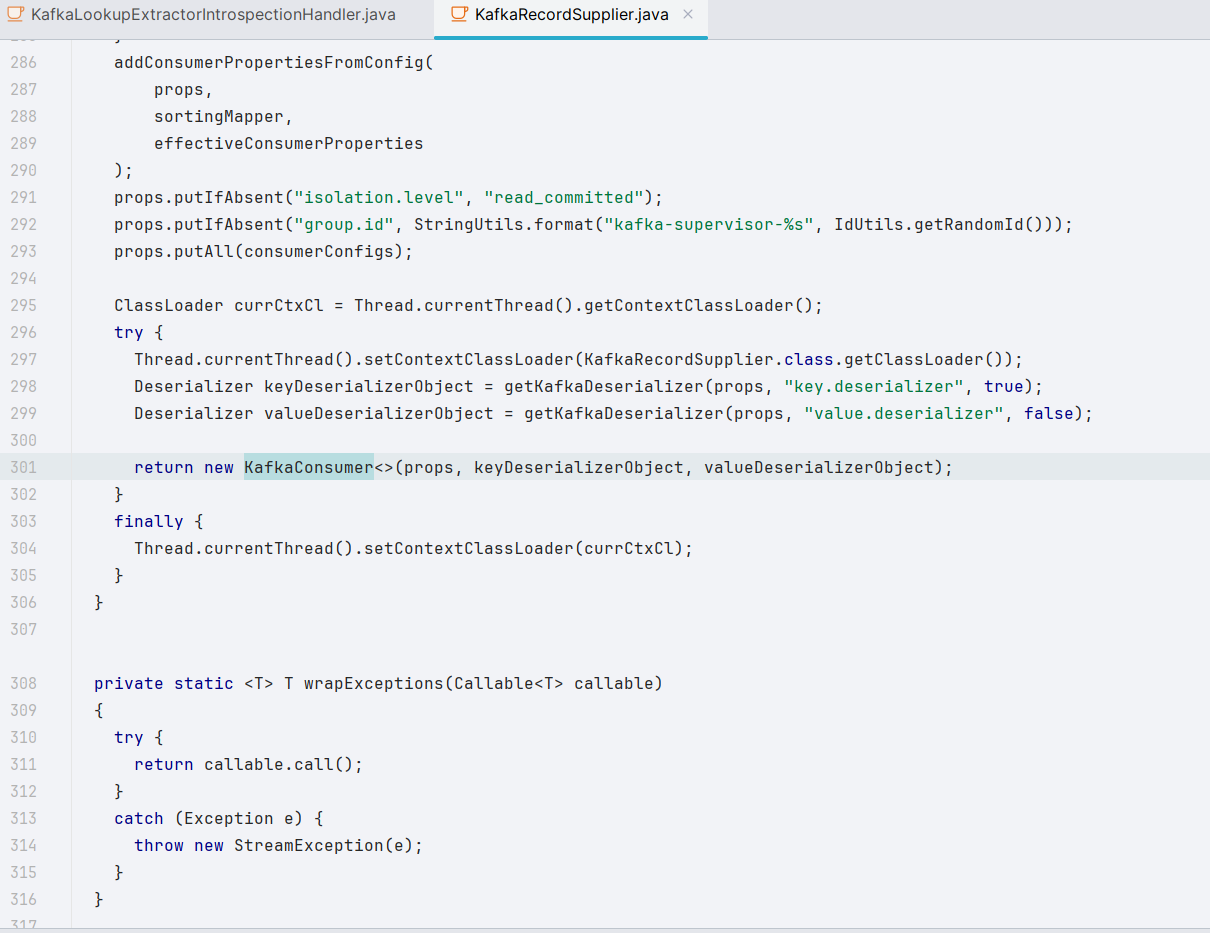 KafkaLookupExtractorIntrospectionHandler.java KafkaRecordSupplier.java ×
286 addConsumerPropertiesFromConfig(
287 props,
288 sortingMapper,
289 effectiveConsumerProperties
290 );
291 props.putIfAbsent("isolation.level", "read_committed");
292 props.putIfAbsent("group.id", StringUtils.format("kafka-supervisor-%s", IdUtils.getRandomId()));
293 props.putAll(consumerConfigs);
294
295 ClassLoader currCtxCl = Thread.currentThread().getContextClassLoader();
296 try {
297 Thread.currentThread().setContextClassLoader(KafkaRecordSupplier.class.getClassLoader());
298 Deserializer keyDeserializerObject = getKafkaDeserializer(props, "key.deserializer", true);
299 Deserializer valueDeserializerObject = getKafkaDeserializer(props, "value.deserializer", false);
300
301 return new KafkaConsumer<>(props, keyDeserializerObject, valueDeserializerObject);
302 }
303 finally {
304 Thread.currentThread().setContextClassLoader(currCtxCl);
305 }
306 }
307
308 private static <T> T wrapExceptions(Callable<T> callable)
309 {
310 try {
311 return callable.call();
312 }
313 catch (Exception e) {
314 throw new StreamException(e);
315 }
316 }
317